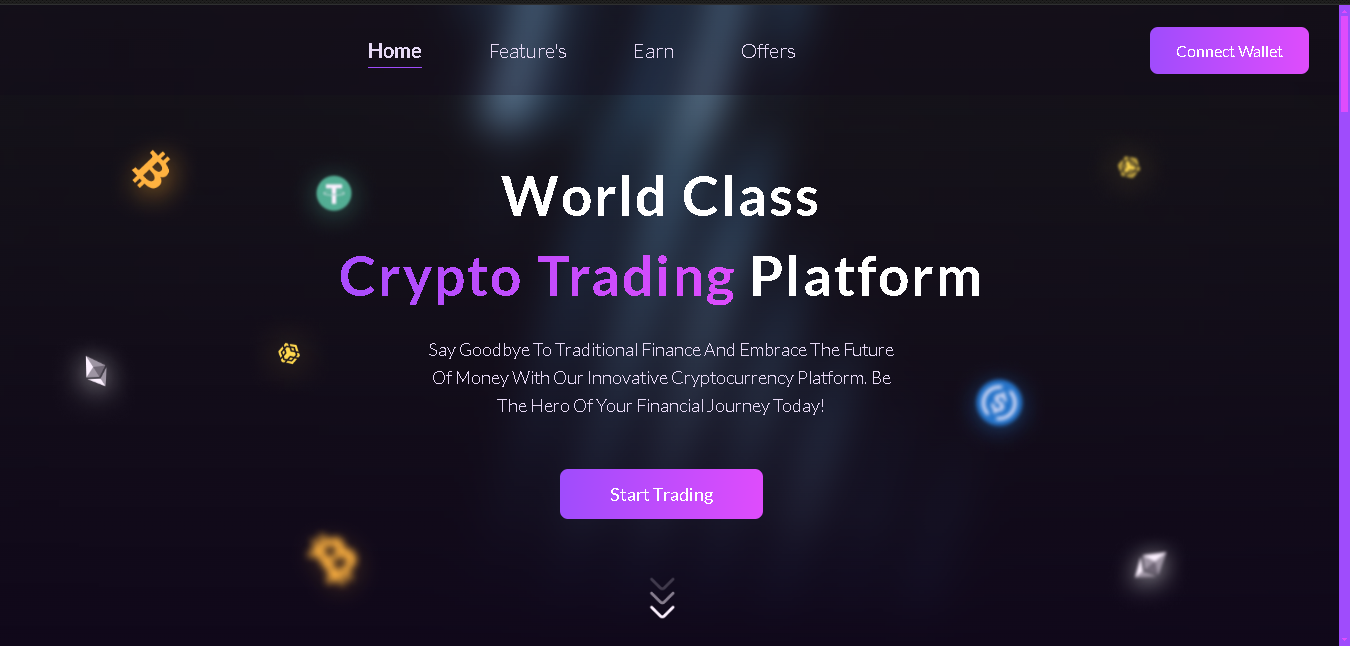 Home Feature's Earn Offers Connect Wallet
World Class
Crypto Trading Platform
Say Goodbye To Traditional Finance And Embrace The Future
Of Money With Our Innovative Cryptocurrency Platform. Be
The Hero Of Your Financial Journey Today!
Start Trading